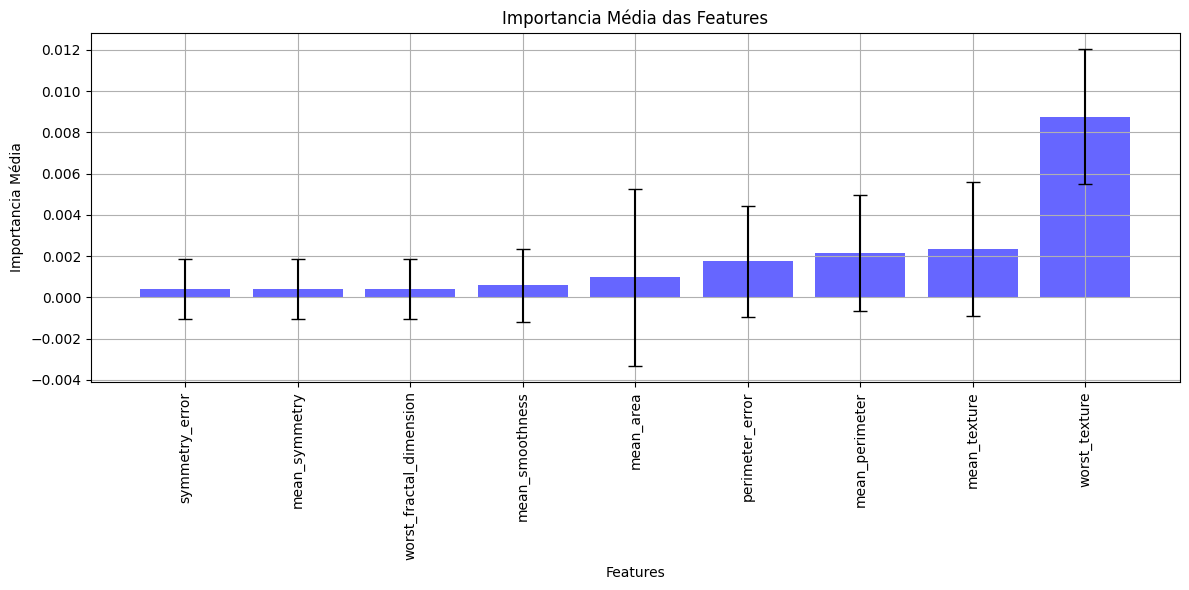 Importancia Média das Features
Importancia Média
0.012
0.010
0.008
0.006
0.004
0.002
0.000
−0.002
−0.004
symmetry_error
mean_symmetry
worst_fractal_dimension
mean_smoothness
mean_area
perimeter_error
mean_perimeter
mean_texture
worst_texture
Features